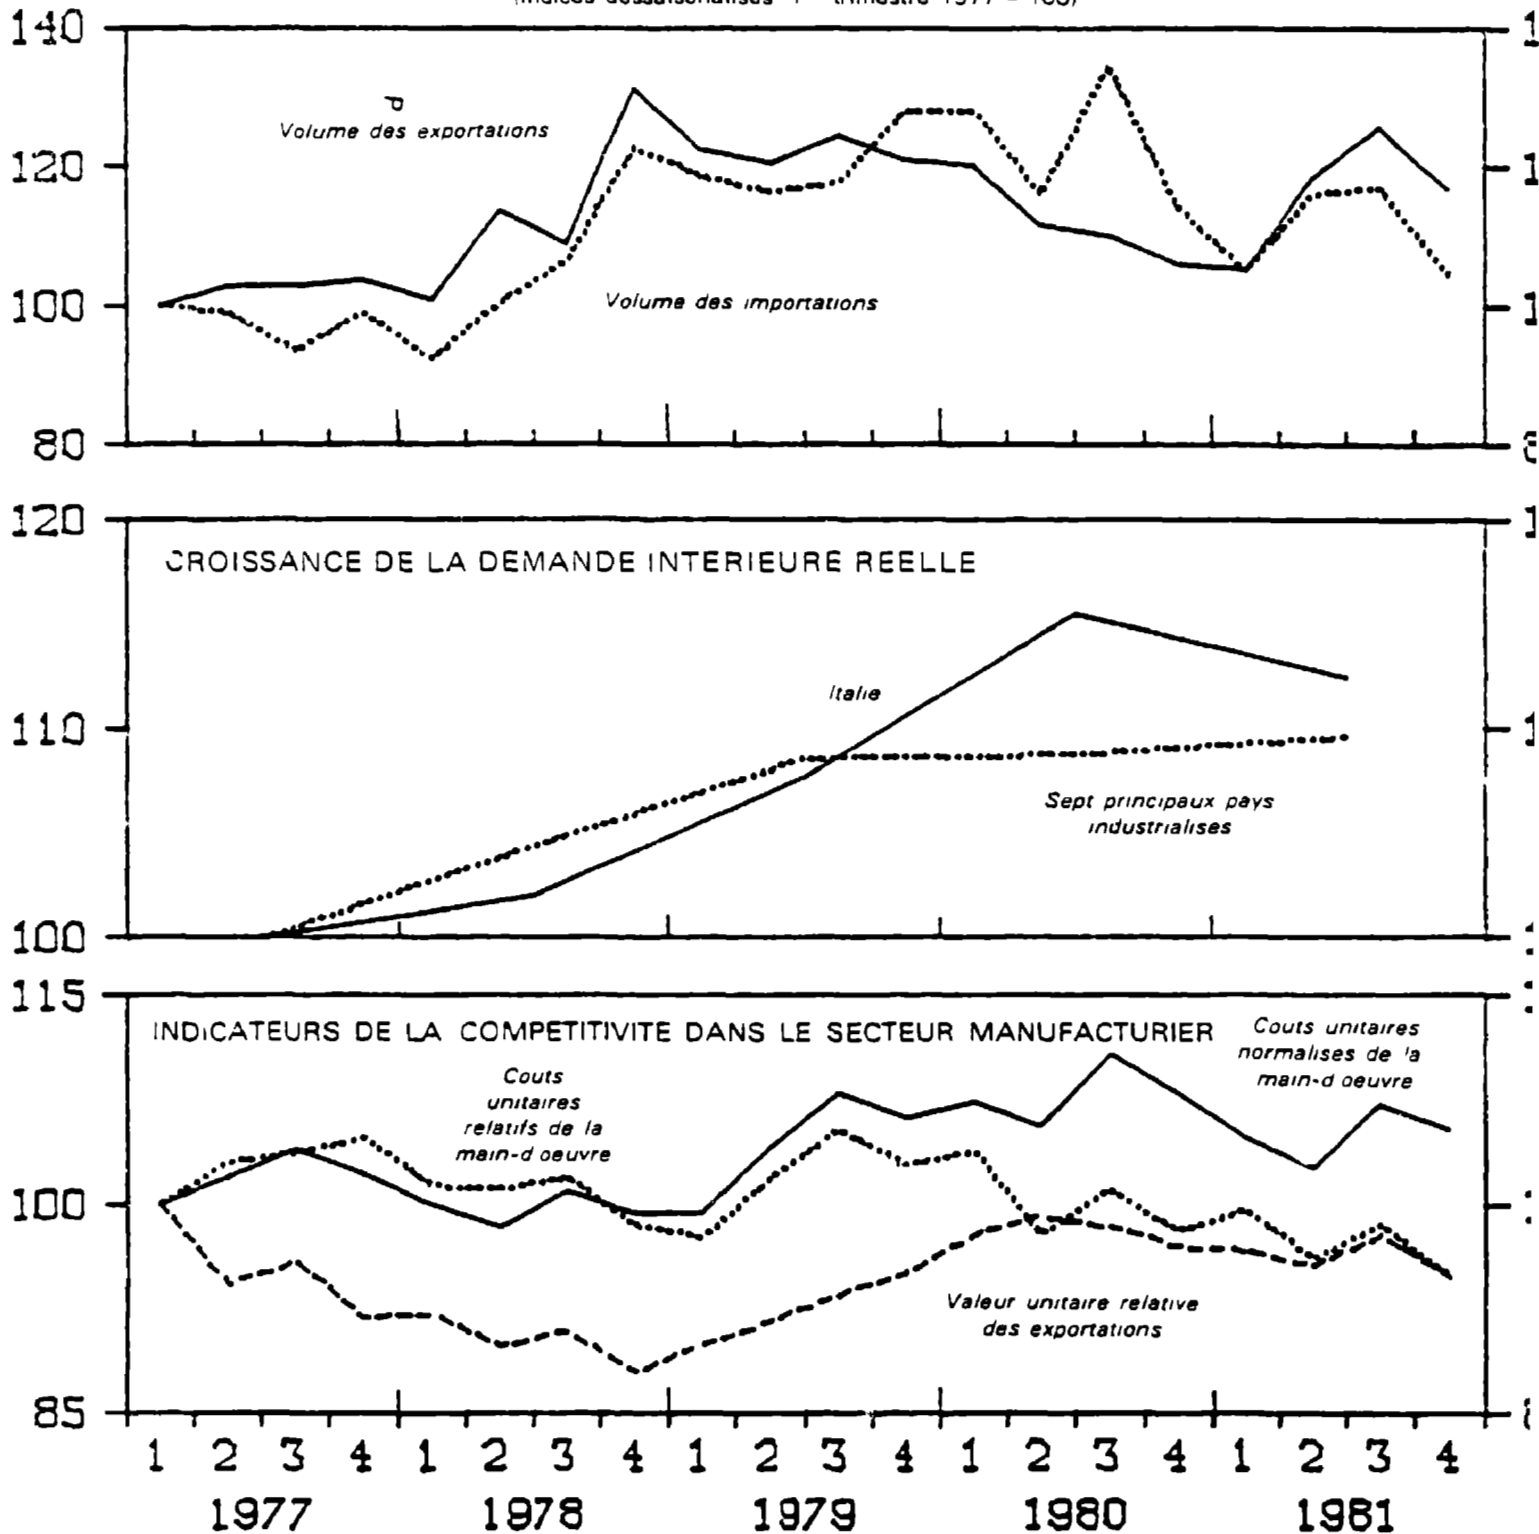 trimestre 1977 = 100)
140
P
Volume des exportations
120
100
Volume des importations
80
120
CROISSANCE DE LA DEMANDE INTERIEURE REELLE
Italie
110
Sept principaux pays
industrialises
100
115
INDICATEURS DE LA COMPETITIVITE DANS LE SECTEUR MANUFACTURIER
Couts unitaires
normalises de la
main-d oeuvre
Couts
unitaires
relatifs de la
main-d oeuvre
100
Valeur unitaire relative
des exportations
85
1 2 3 4 1 2 3 4 1 2 3 4 1 2 3 4 1 2 3 4
1977 1978 1979 1980 1981